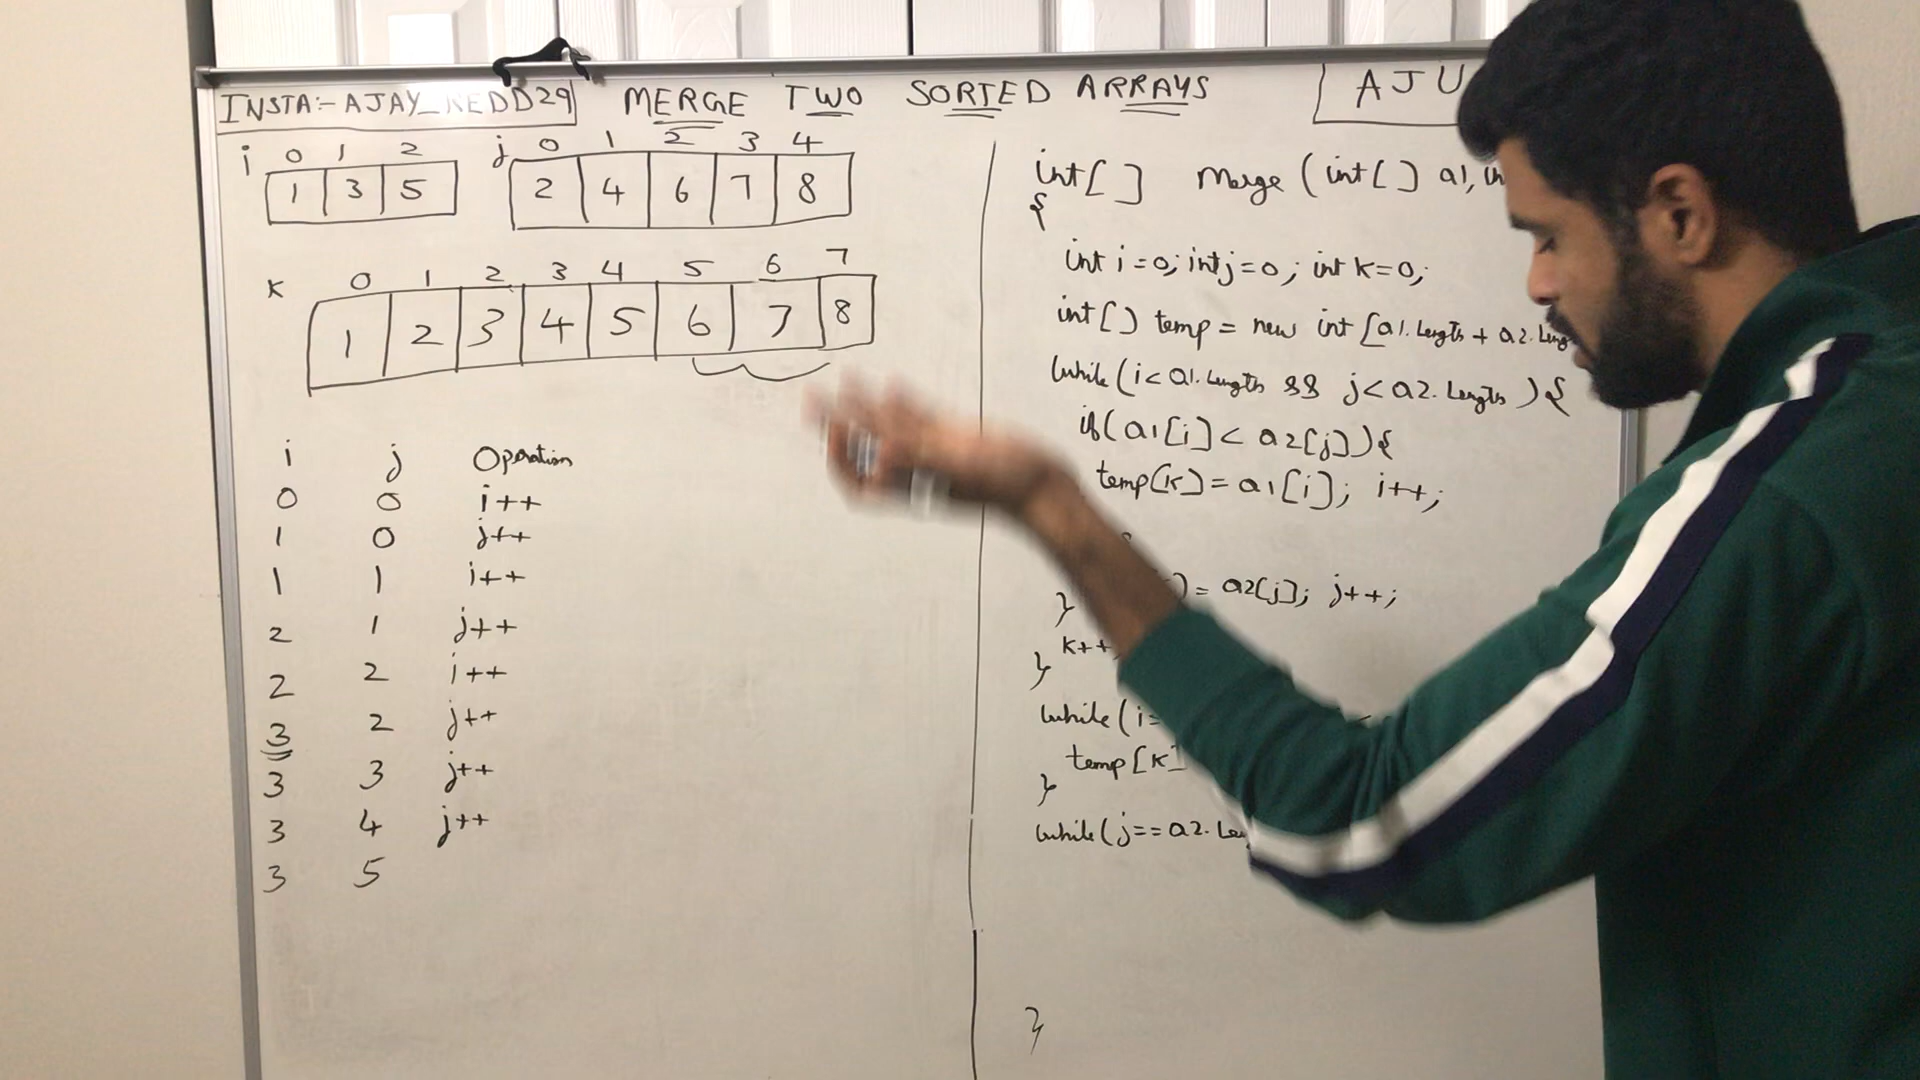 INSTA:- AJAY_NEDD29
MERGE TWO SORTED ARRAYS
AJU
i 0 1 2
1 3 5
j 0 1 2 3 4
2 4 6 7 8
K 0 1 2 3 4 5 6 7
1 2 3 4 5 6 7 8
i j Operation
0 0 i++
1 0 j++
1 1 i++
2 1 j++
2 2 i++
3 2 j++
3 3 j++
3 4 j++
3 5
int[] Merge (int[] a1,
{
int i=0; int j=0; int K=0;
int[] temp = new int [a1.Length + a2.Leng
while(i<a1.Length && j<a2.Length){
if(a1[i]<a2[j]){
temp[K]=a1[i]; i++;
)= a2[j]; j++;
}
K++
}
while(i=
temp[K]
}
while(j==a2.Le
}